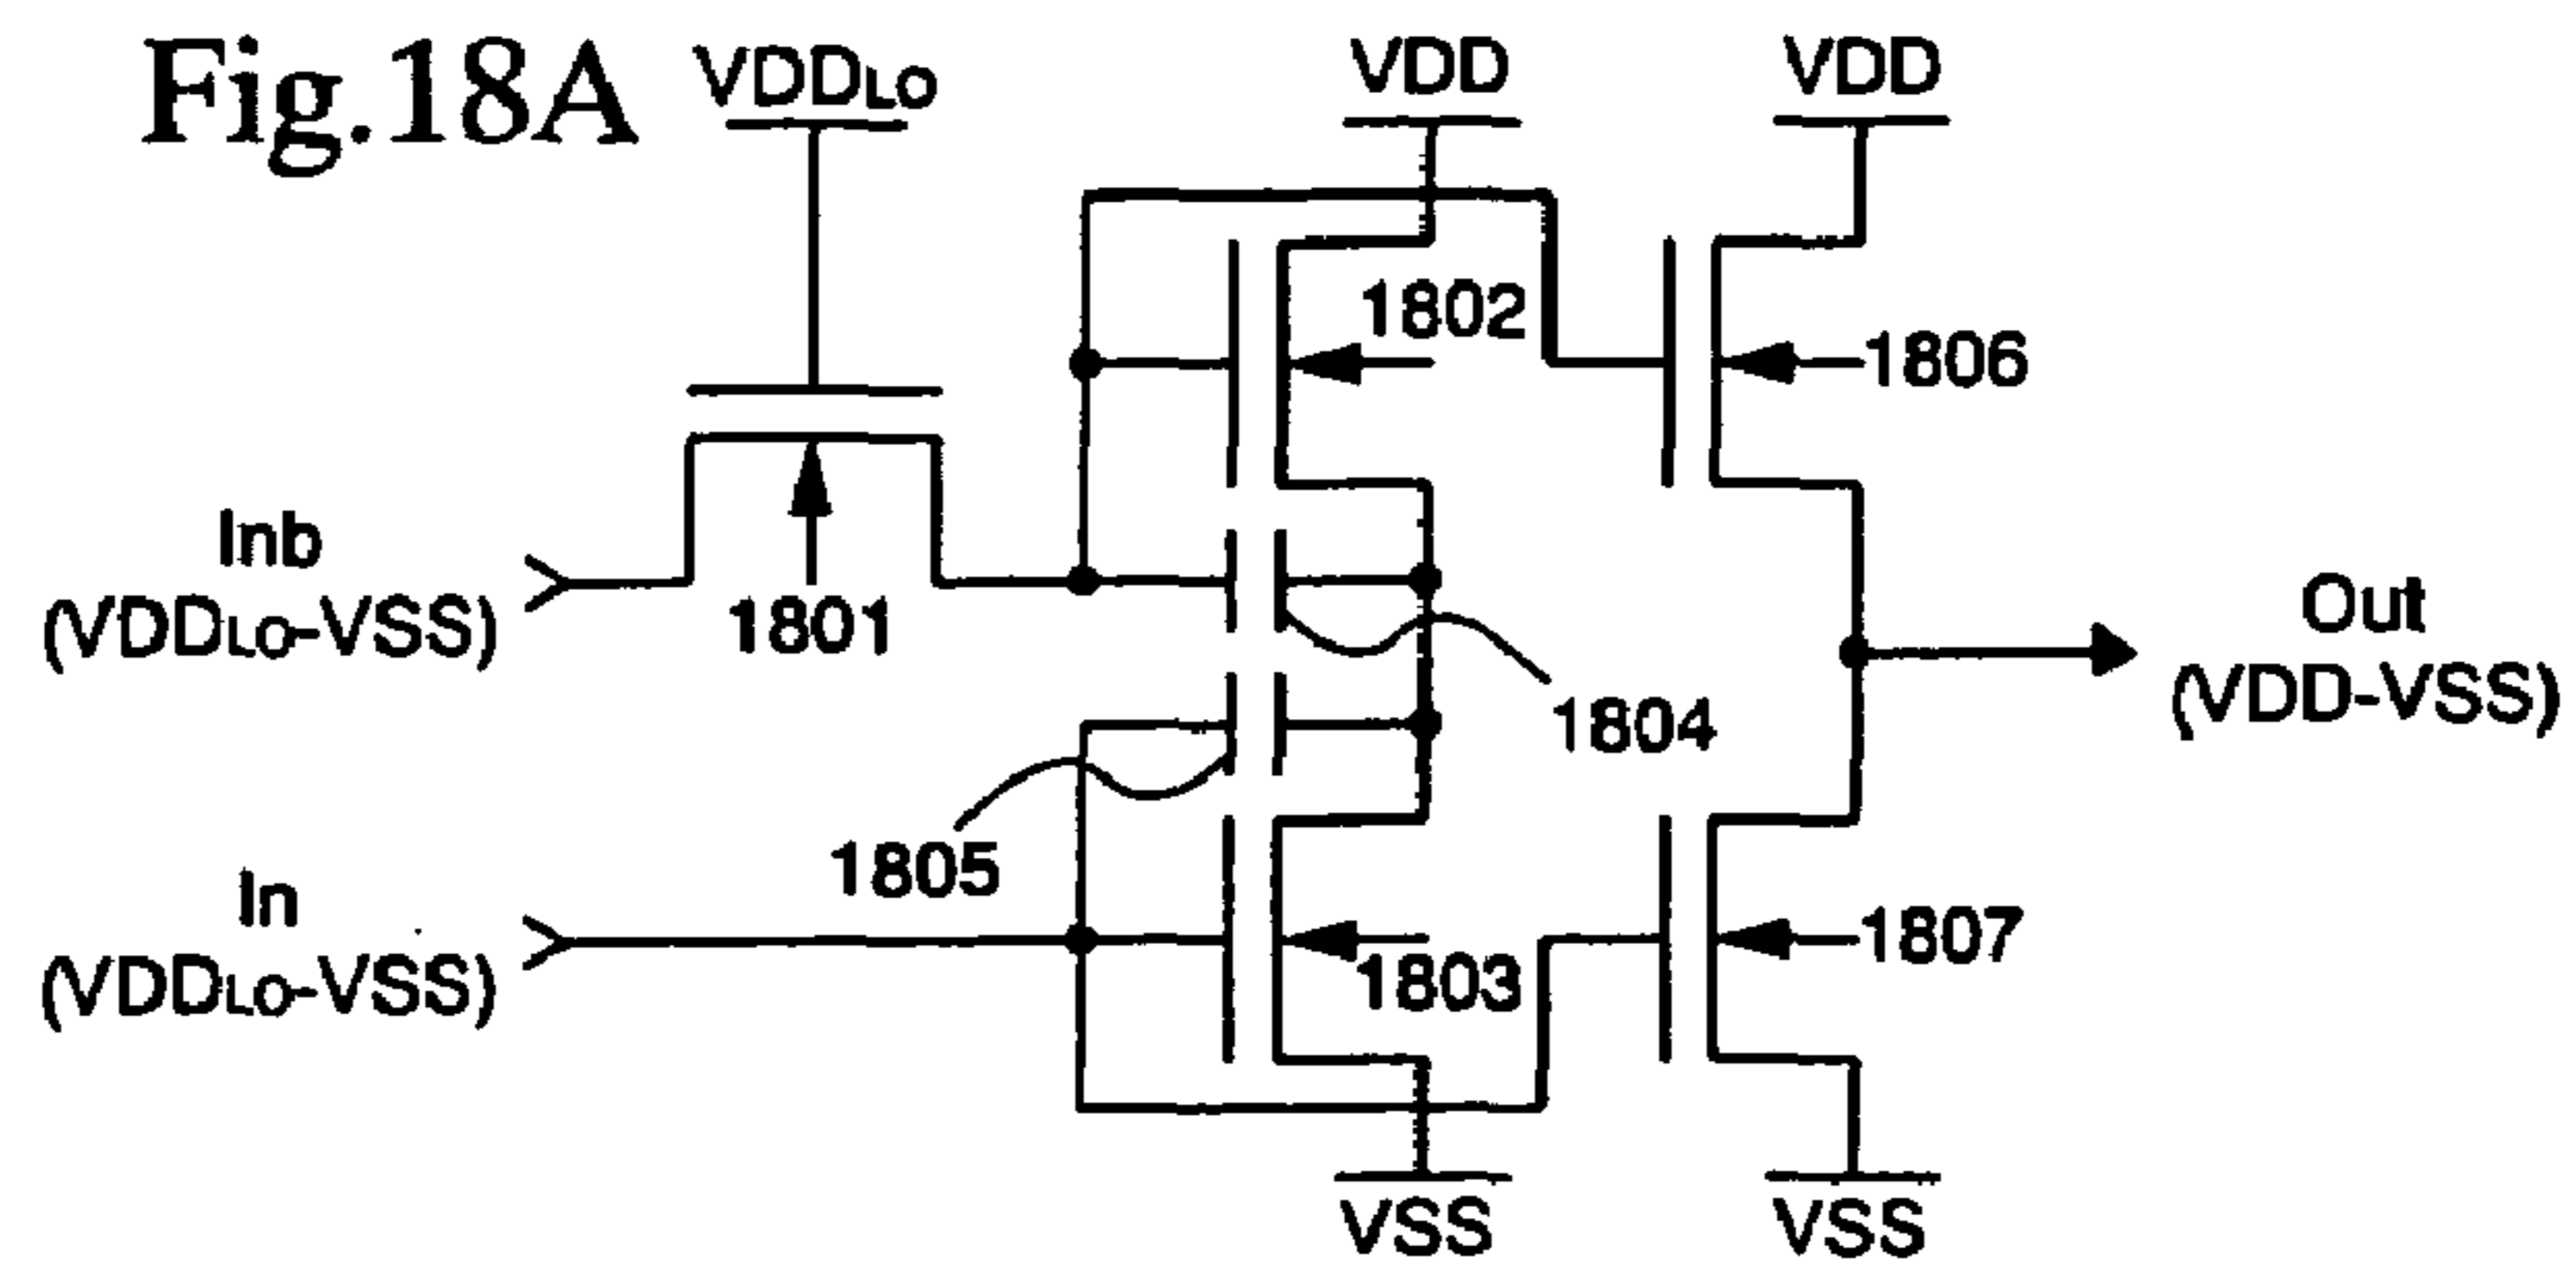 Fig.18A
VDDLO
VDD
VDD
1802
1806
Inb
(VDDLO-VSS)
1801
Out
(VDD-VSS)
1804
1805
In
(VDDLO-VSS)
1803
1807
VSS
VSS